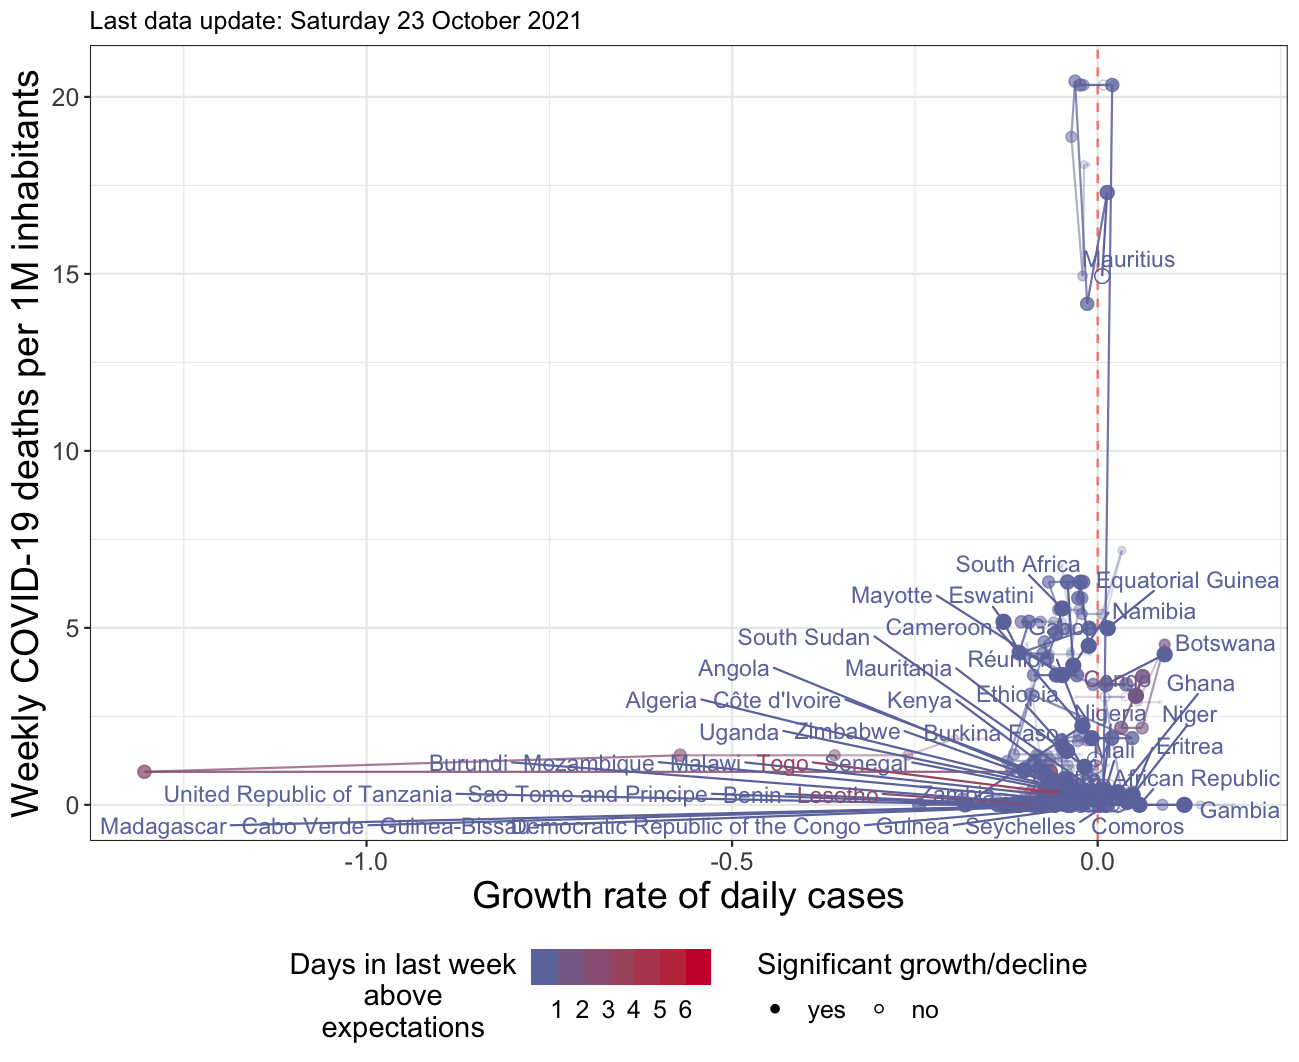 Last data update: Saturday 23 October 2021
Weekly COVID-19 deaths per 1M inhabitants
20
15
10
5
0
Mauritius
South Africa
Equatorial Guinea
Mayotte
Eswatini
Namibia
Cameroon
Gabon
South Sudan
Botswana
Réunion
Angola
Mauritania
Congo
Ghana
Algeria
Côte d'Ivoire
Kenya
Ethiopia
Nigeria
Niger
Uganda
Zimbabwe
Burkina Faso
Mali
Eritrea
Burundi
Mozambique
Malawi
Togo
Senegal
African Republic
United Republic of Tanzania
Sao Tome and Principe
Benin
Lesotho
Zambia
Gambia
Madagascar
Cabo Verde
Guinea-Bissau
Democratic Republic of the Congo
Guinea
Seychelles
Comoros
-1.0
-0.5
0.0
Growth rate of daily cases
Days in last week
above
expectations
1 2 3 4 5 6
Significant growth/decline
yes
no